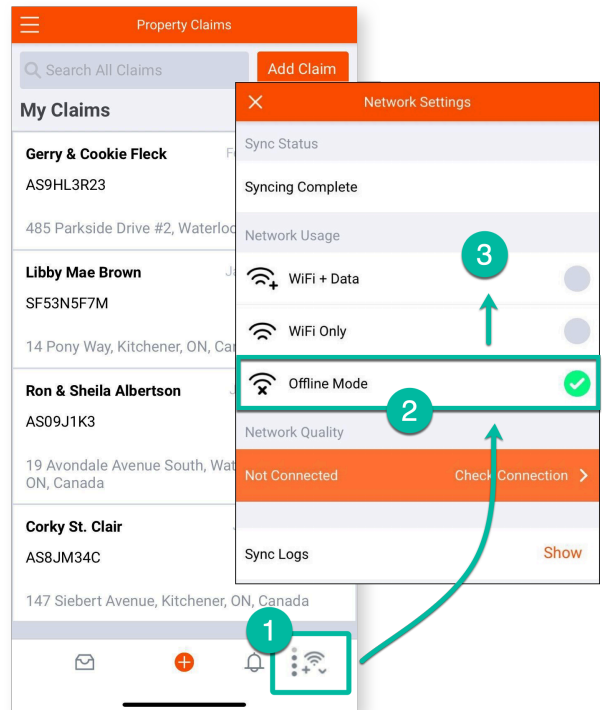 Property Claims
Search All Claims
Add Claim
My Claims
Gerry & Cookie Fleck
AS9HL3R23
485 Parkside Drive #2,
Libby Mae Brown
SF53N5F7M
14 Pony Way, Kitchener, ON,
Ron & Sheila Albertson
AS09J1K3
19 Avondale Avenue South,
ON, Canada
Corky St. Clair
AS8JM34C
147 Siebert Avenue, Kitchener, ON, Canada
1
Network Settings
Sync Status
Syncing Complete
Network Usage
3
WiFi + Data
WiFi Only
Offline Mode
2
Network Quality
Not Connected
Check Connection
Sync Logs
Show